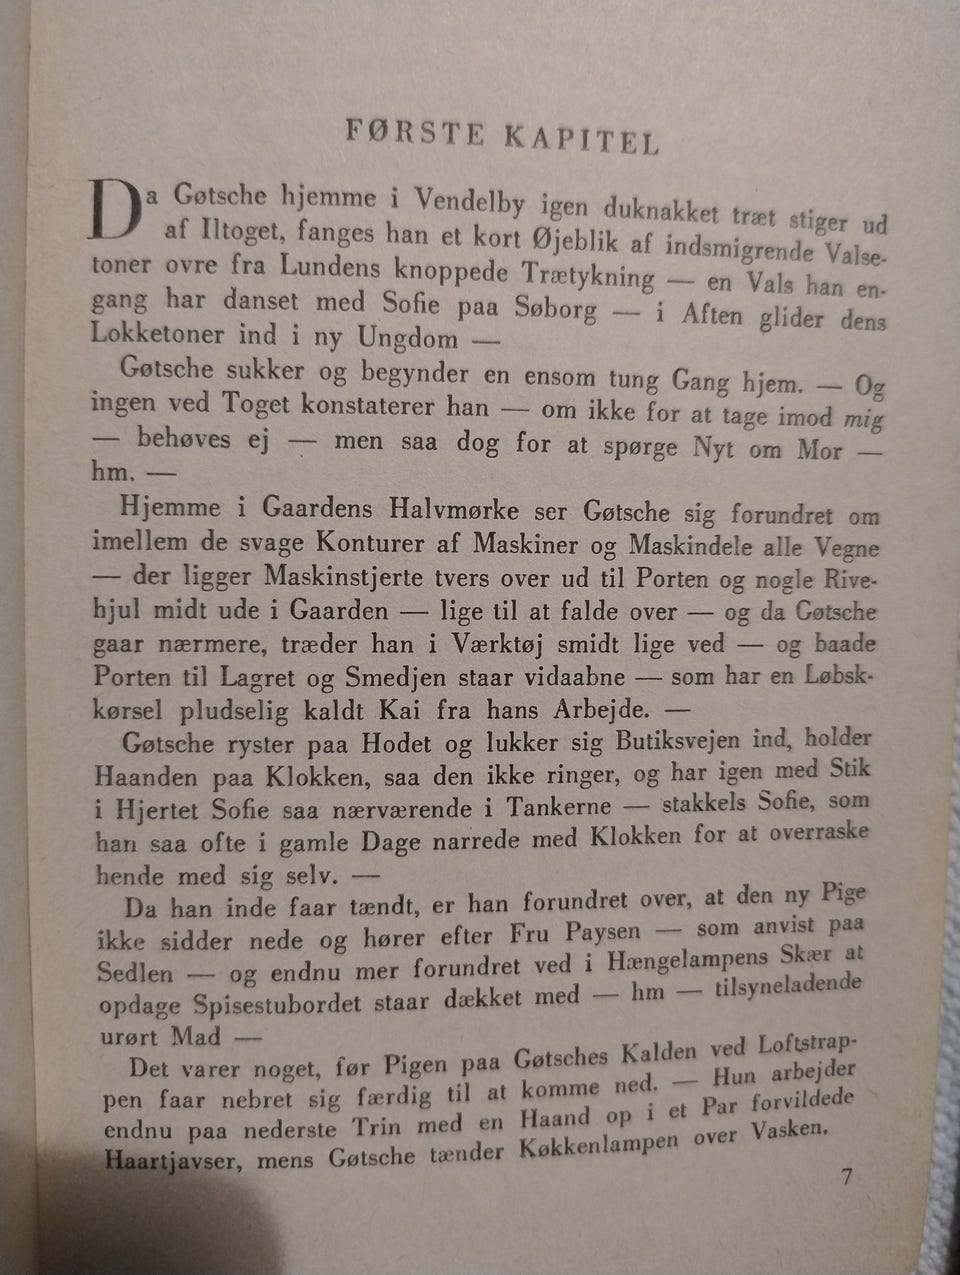 FØRSTE KAPITEL
Da Gøtsche hjemme i Vendelby igen duknakket træt stiger ud
af Iltoget, fanges han et kort Øjeblik af indsmigrende Valse-
toner ovre fra Lundens knoppede Trætykning — en Vals han en-
gang har danset med Sofie paa Søborg — i Aften glider dens
Lokketoner ind i ny Ungdom —
Gøtsche sukker og begynder en ensom tung Gang hjem. — Og
ingen ved Toget konstaterer han — om ikke for at tage imod mig
— behøves ej — men saa dog for at spørge Nyt om Mor —
hm. —
Hjemme i Gaardens Halvmørke ser Gøtsche sig forundret om
imellem de svage Konturer af Maskiner og Maskindele alle Vegne
— der ligger Maskinstjerte tvers over ud til Porten og nogle Rive-
hjul midt ude i Gaarden — lige til at falde over — og da Gøtsche
gaar nærmere, træder han i Værktøj smidt lige ved — og baade
Porten til Lagret og Smedjen staar vidaabne — som har en Løbsk-
kørsel pludselig kaldt Kai fra hans Arbejde. —
Gøtsche ryster paa Hodet og lukker sig Butiksvejen ind, holder
Haanden paa Klokken, saa den ikke ringer, og har igen med Stik
i Hjertet Sofie saa nærværende i Tankerne — stakkels Sofie, som
han saa ofte i gamle Dage narrede med Klokken for at overraske
hende med sig selv. —
Da han inde faar tændt, er han forundret over, at den ny Pige
ikke sidder nede og hører efter Fru Paysen — som anvist paa
Sedlen — og endnu mer forundret ved i Hængelampens Skær at
opdage Spisestubordet staar dækket med — hm — tilsyneladende
urørt Mad —
Det varer noget, før Pigen paa Gøtsches Kalden ved Loftstrap-
pen faar nebret sig færdig til at komme ned. — Hun arbejder
endnu paa nederste Trin med en Haand op i et Par forvildede
Haartjavser, mens Gøtsche tænder Køkkenlampen over Vasken.
7